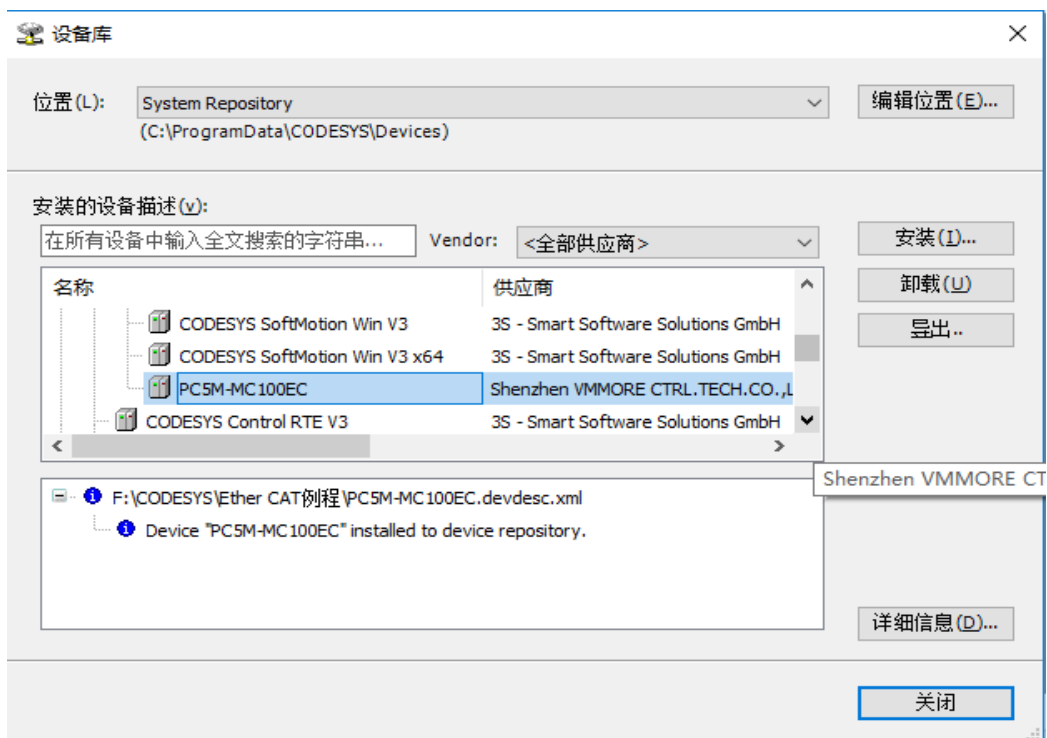 设备库
位置(L): System Repository 编辑位置(E)...
(C:\ProgramData\CODESYS\Devices)
安装的设备描述(v):
在所有设备中输入全文搜索的字符串... Vendor: <全部供应商> 安装(I)...
名称 供应商 卸载(U)
CODESYS SoftMotion Win V3 3S - Smart Software Solutions GmbH 导出..
CODESYS SoftMotion Win V3 x64 3S - Smart Software Solutions GmbH
PC5M-MC100EC Shenzhen VMMORE CTRL.TECH.CO.,L
CODESYS Control RTE V3 3S - Smart Software Solutions GmbH
Shenzhen VMMORE CT
F:\CODESYS\Ether CAT例程\PC5M-MC100EC.devdesc.xml
Device "PC5M-MC100EC" installed to device repository.
详细信息(D)...
关闭